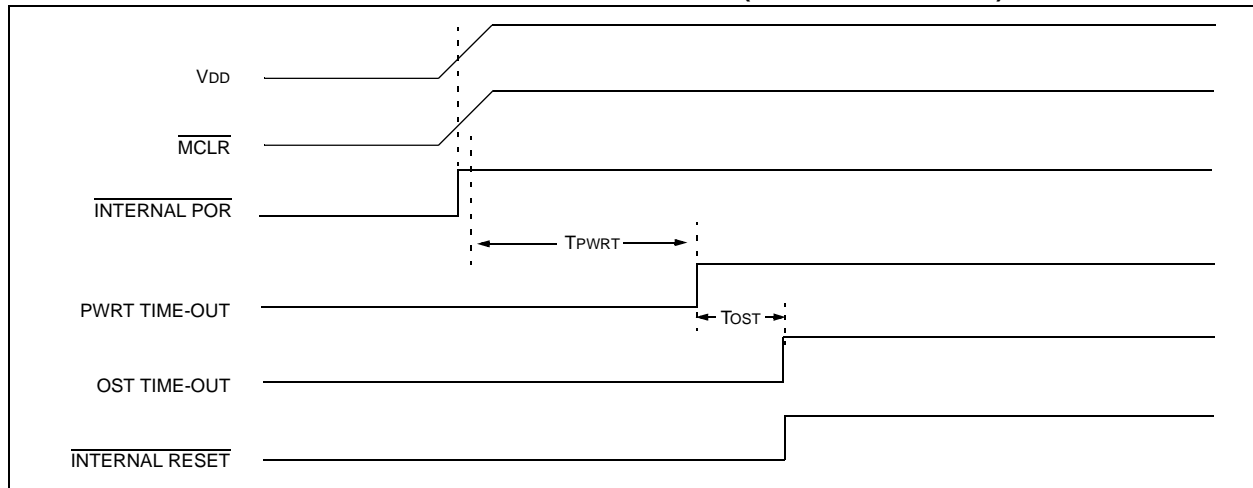 VDD
MCLR
INTERNAL POR
TPWRT
PWRT TIME-OUT
TOST
OST TIME-OUT
INTERNAL RESET